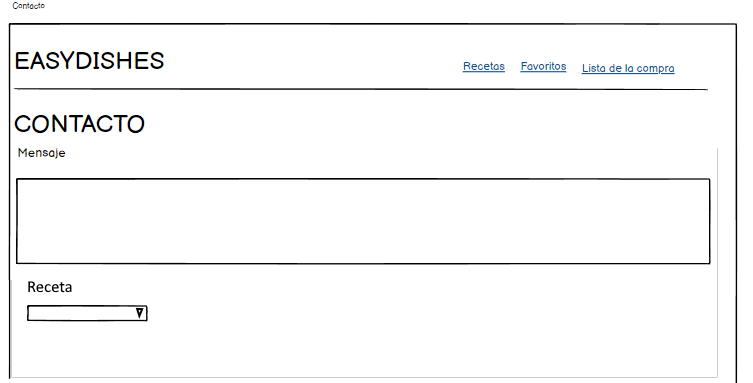 Contacto
EASYDISHES
Recetas Favoritos Lista de la compra
CONTACTO
Mensaje
Receta